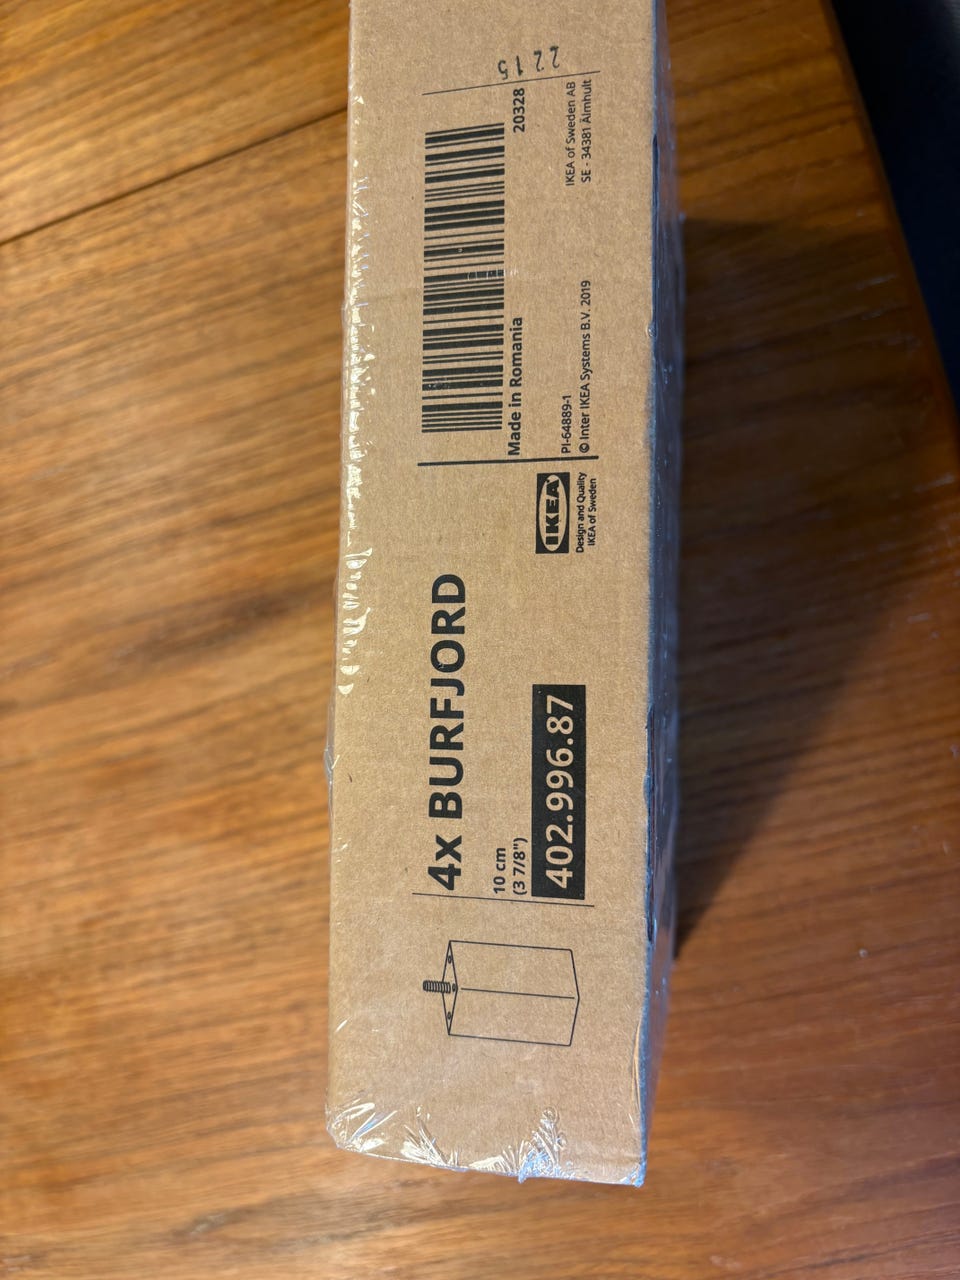 4x BURFJORD
10 cm
(3 7/8")
402.996.87
IKEA
Design and Quality
IKEA of Sweden
Made in Romania
20328
2215
PI-64889-1
© Inter IKEA Systems B.V. 2019
IKEA of Sweden AB
SE - 34381 Älmhult